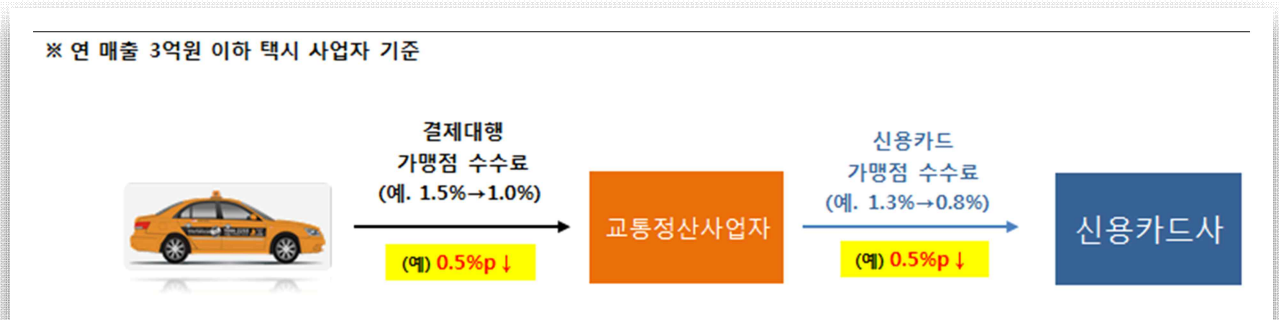 ※ 연 매출 3억원 이하 택시 사업자 기준
결제대행
가맹점 수수료
(예. 1.5%→1.0%)
(예) 0.5%p↓
교통정산사업자
신용카드
가맹점 수수료
(예. 1.3%→0.8%)
(예) 0.5%p↓
신용카드사